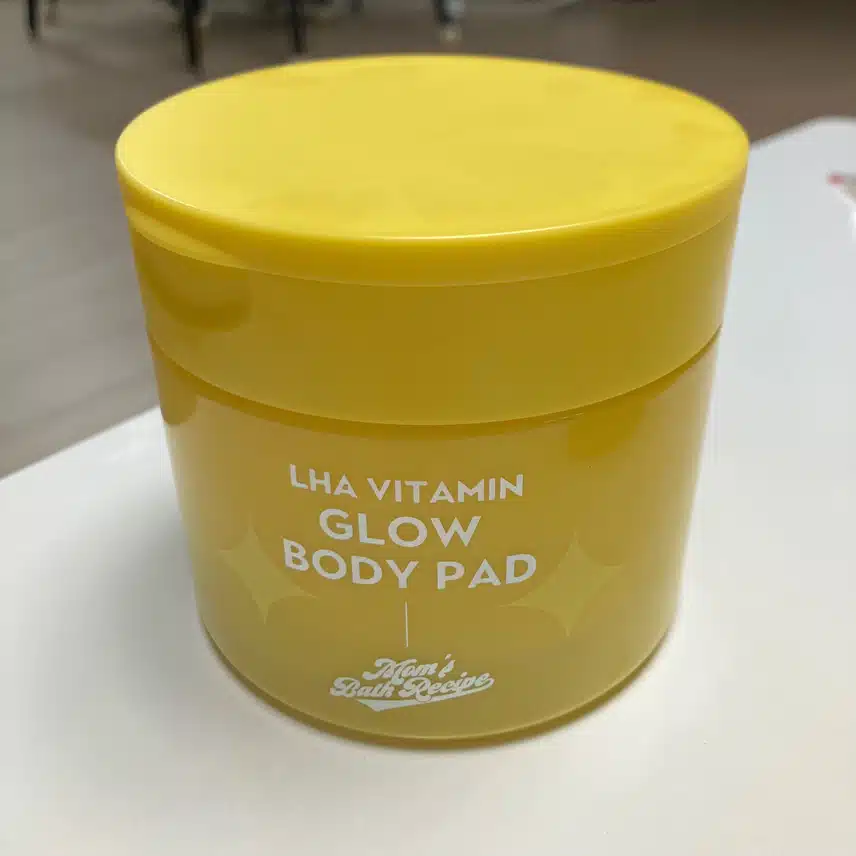 LHA VITAMIN
GLOW
BODY PAD
Mom's
Bath Recipe